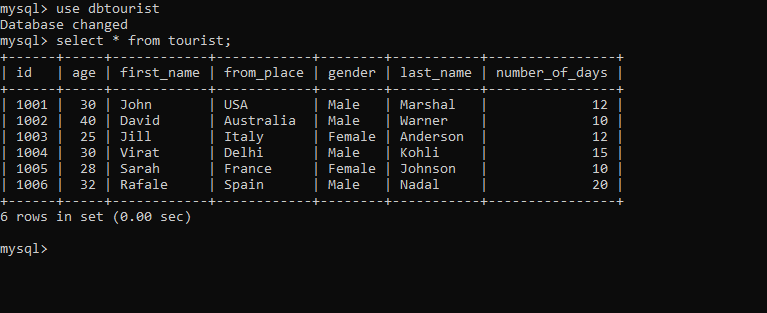 mysql> use dbtourist
Database changed
mysql> select * from tourist;
+------+-----+------------+------------+--------+-----------+----------------+
| id   | age | first_name | from_place | gender | last_name | number_of_days |
+------+-----+------------+------------+--------+-----------+----------------+
| 1001 |  30 | John       | USA        | Male   | Marshal   |             12 |
| 1002 |  40 | David      | Australia  | Male   | Warner    |             10 |
| 1003 |  25 | Jill       | Italy      | Female | Anderson  |             12 |
| 1004 |  30 | Virat      | Delhi      | Male   | Kohli     |             15 |
| 1005 |  28 | Sarah      | France     | Female | Johnson   |             10 |
| 1006 |  32 | Rafale     | Spain      | Male   | Nadal     |             20 |
+------+-----+------------+------------+--------+-----------+----------------+
6 rows in set (0.00 sec)
mysql>